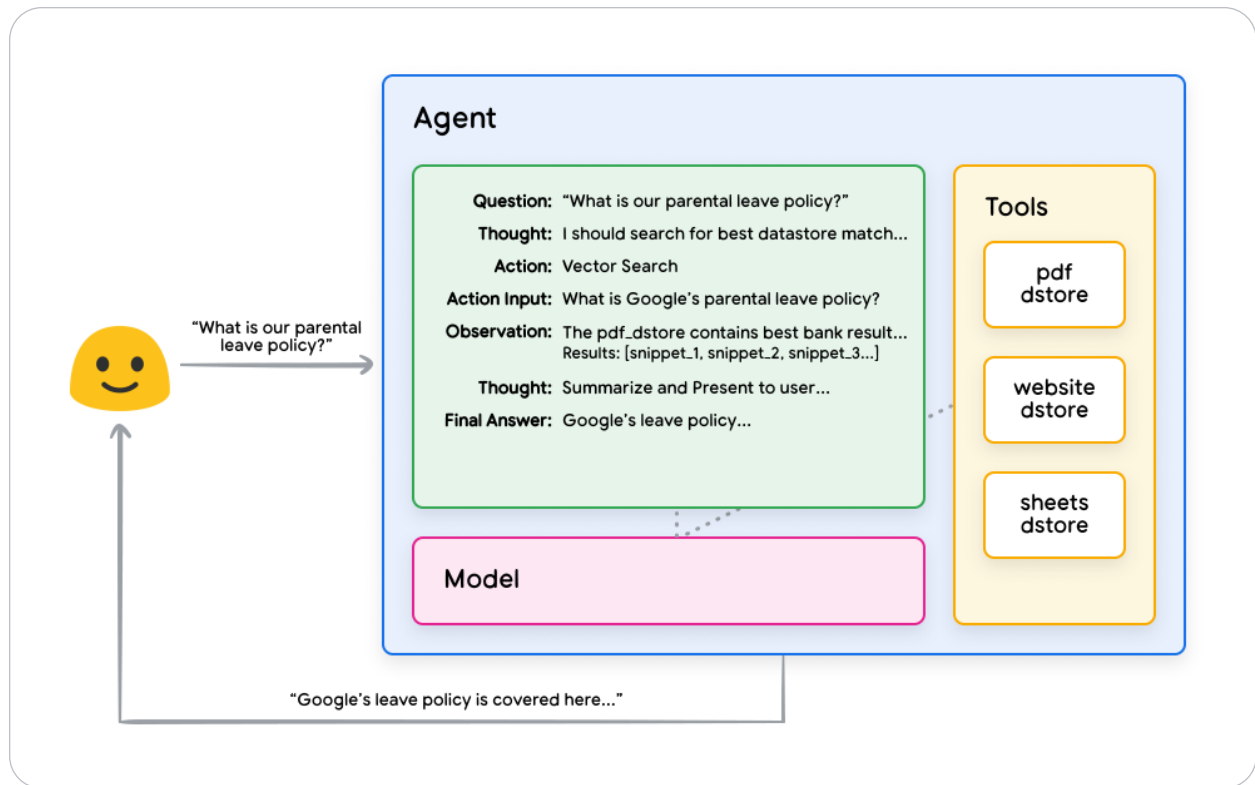 Agent
Question: “What is our parental leave policy?”
Thought: I should search for best datastore match...
Action: Vector Search
Action Input: What is Google’s parental leave policy?
Observation: The pdf_dstore contains best bank result...
Results: [snippet_1, snippet_2, snippet_3...]
Thought: Summarize and Present to user...
Final Answer: Google’s leave policy...
Tools
pdf
dstore
website
dstore
sheets
dstore
“What is our parental
leave policy?”
Model
“Google’s leave policy is covered here...”